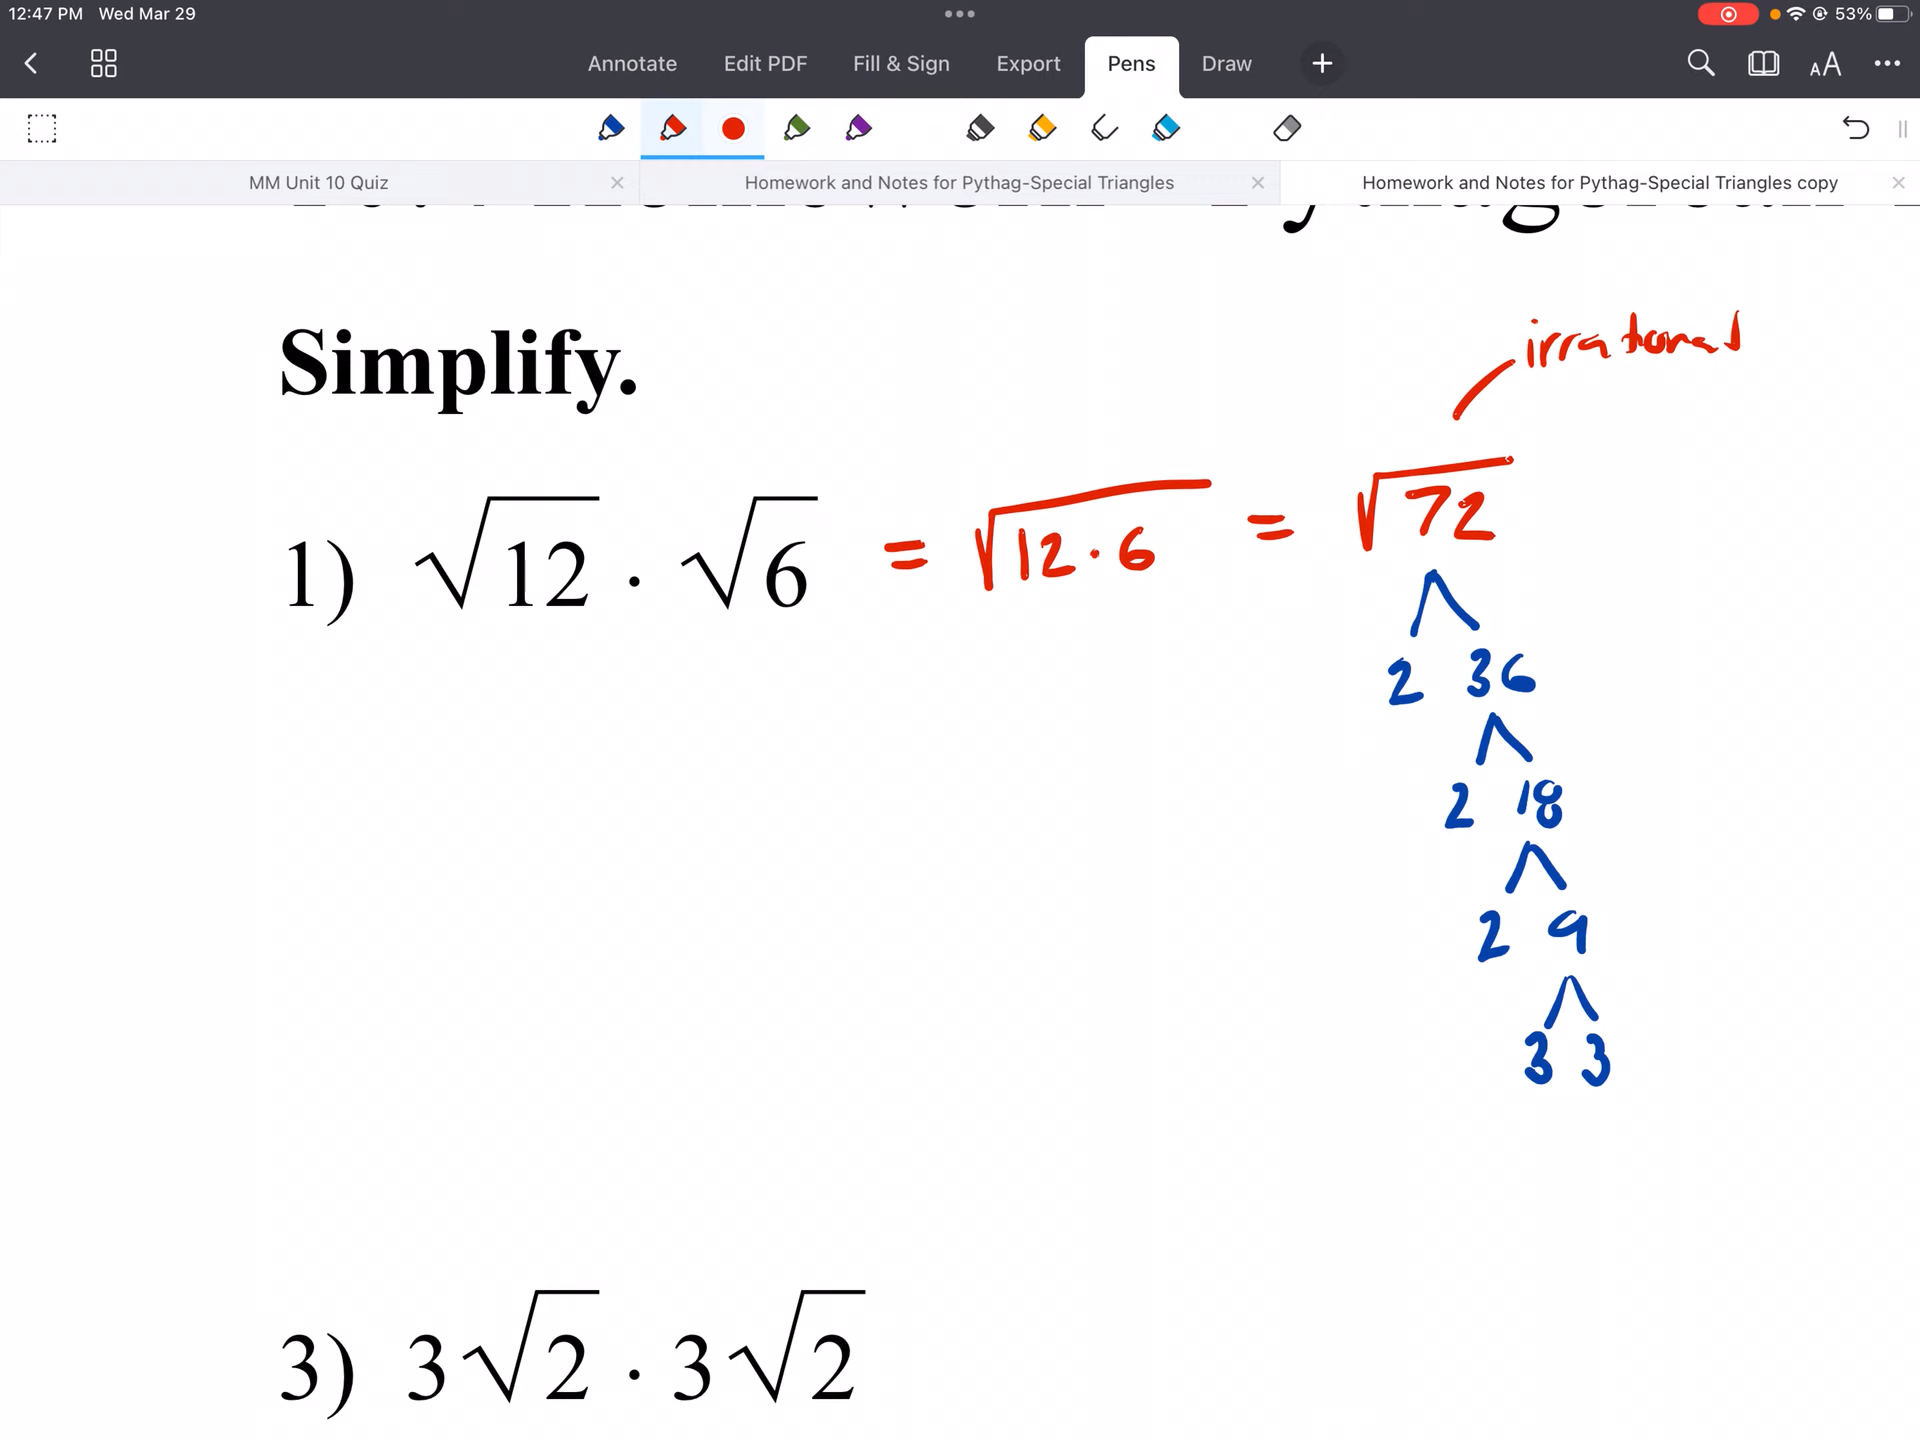 12:47 PM Wed Mar 29
53%
Annotate Edit PDF Fill & Sign Export Pens Draw +
AA
MM Unit 10 Quiz × Homework and Notes for Pythag-Special Triangles × Homework and Notes for Pythag-Special Triangles copy ×
Simplify.
irrational
1) √12 · √6 = √12·6 = √72
2 36
2 18
2 9
3 3
3) 3√2 · 3√2